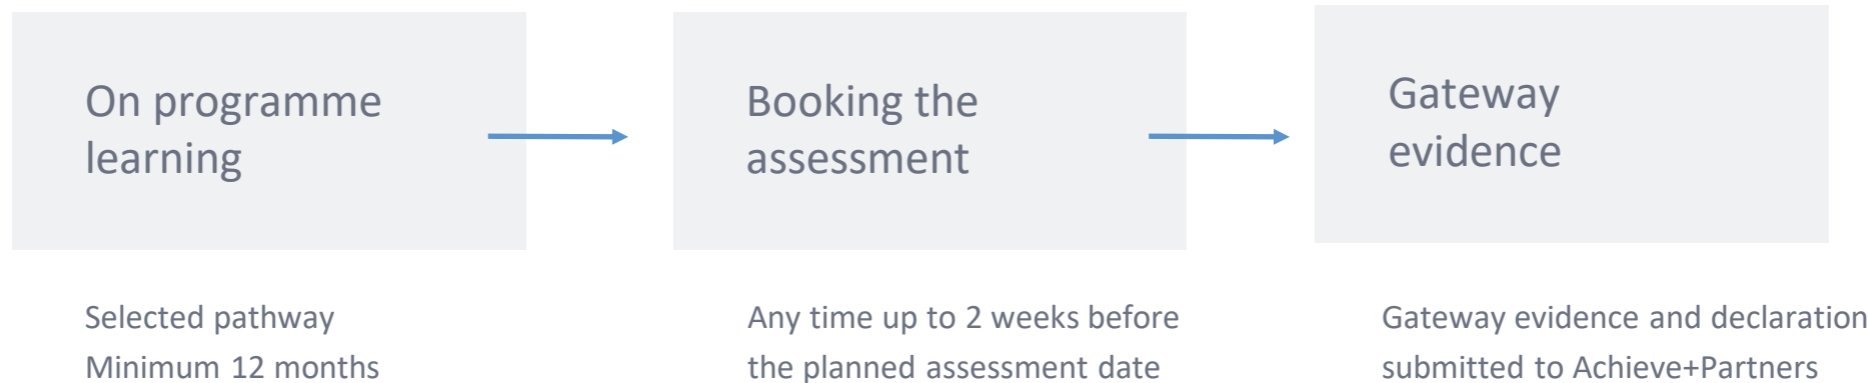 On programme
learning
Booking the
assessment
Gateway
evidence
Selected pathway
Minimum 12 months
Any time up to 2 weeks before
the planned assessment date
Gateway evidence and declaration
submitted to Achieve+Partners